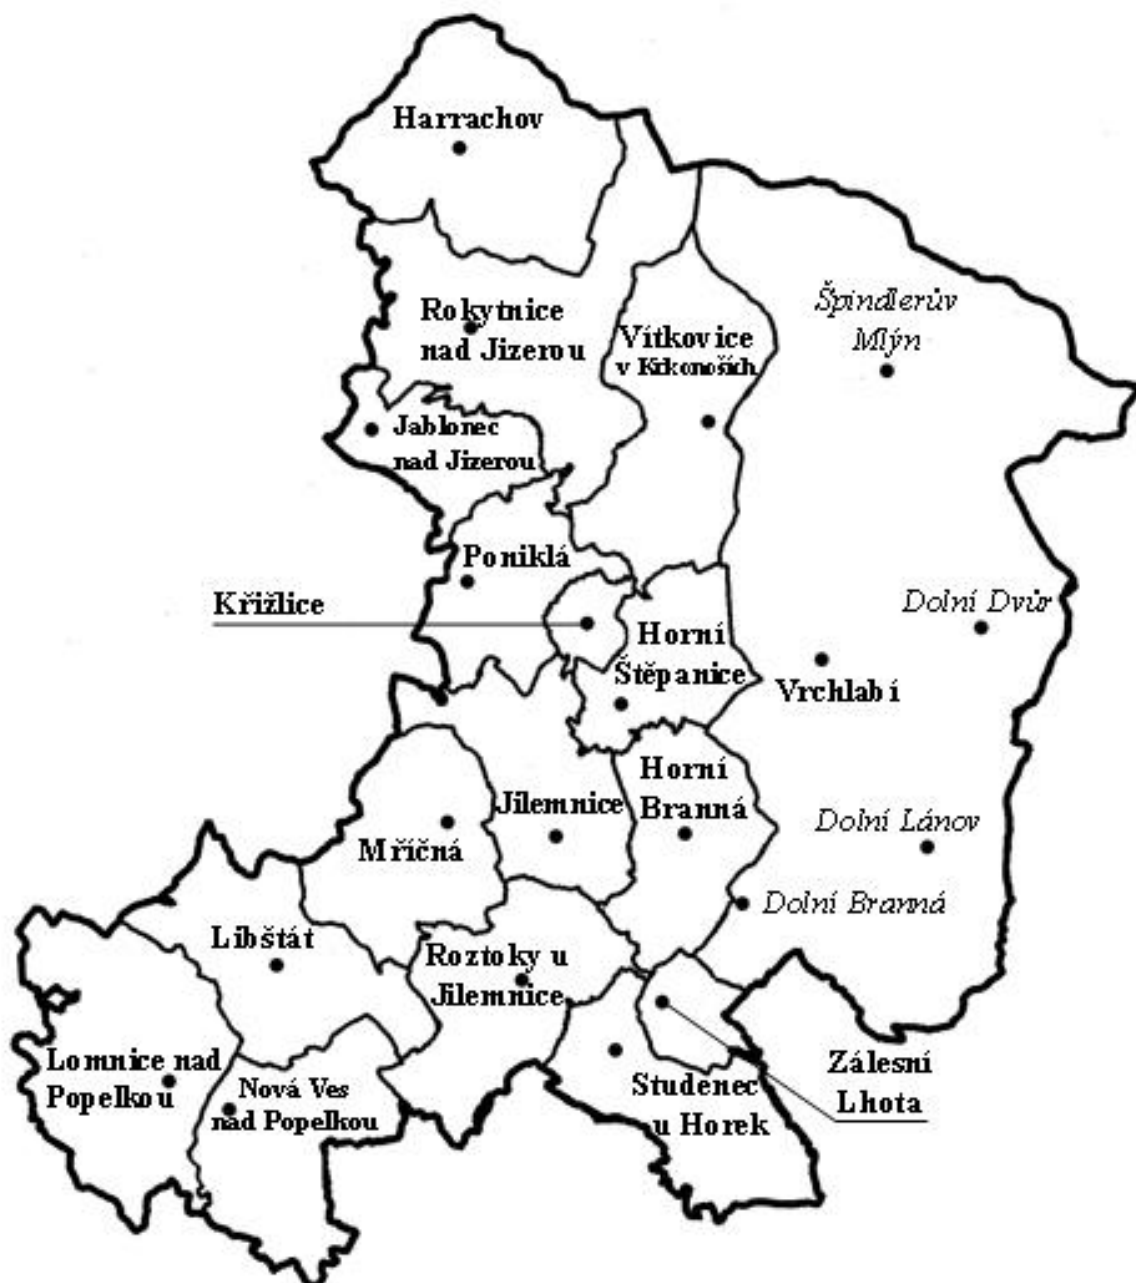 Harrachov
Rokytnice
nad Jizerou
Vítkovice
v Krkonoších
Špindlerův
Mlýn
Jablonec
nad Jizerou
Poniklá
Křižlice
Horní
Štěpanice
Dolní Dvůr
Vrchlabí
Horní
Branná
Jilemnice
Mříčná
Dolní Lánov
Dolní Branná
Libštát
Roztoky u
Jilemnice
Lomnice nad
Popelkou
Nová Ves
nad Popelkou
Studenec
u Horek
Zálesní
Lhota